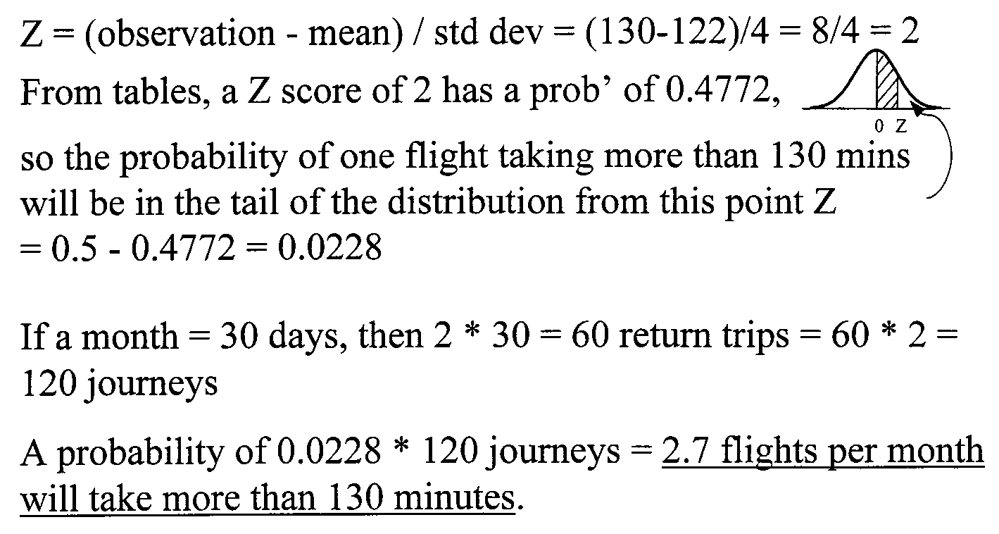 Z = (observation - mean) / std dev = (130-122)/4 = 8/4 = 2
From tables, a Z score of 2 has a prob’ of 0.4772,
0 Z
so the probability of one flight taking more than 130 mins
will be in the tail of the distribution from this point Z
= 0.5 - 0.4772 = 0.0228
If a month = 30 days, then 2 * 30 = 60 return trips = 60 * 2 =
120 journeys
A probability of 0.0228 * 120 journeys = 2.7 flights per month
will take more than 130 minutes.